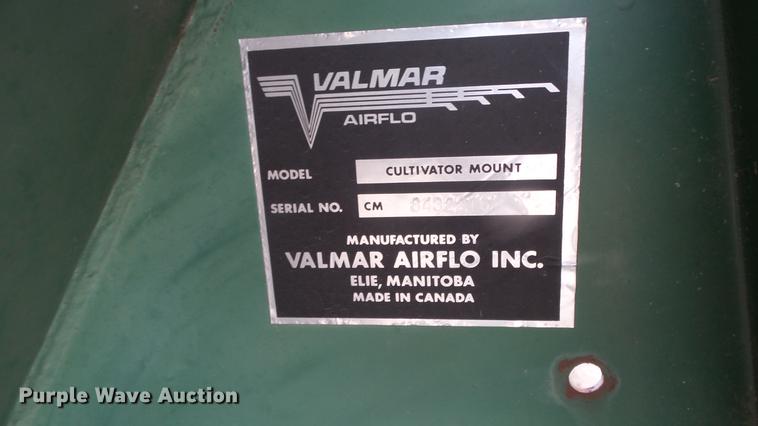 VALMAR
AIRFLO
MODEL CULTIVATOR MOUNT
SERIAL NO. CM
MANUFACTURED BY
VALMAR AIRFLO INC.
ELIE, MANITOBA
MADE IN CANADA
Purple Wave Auction